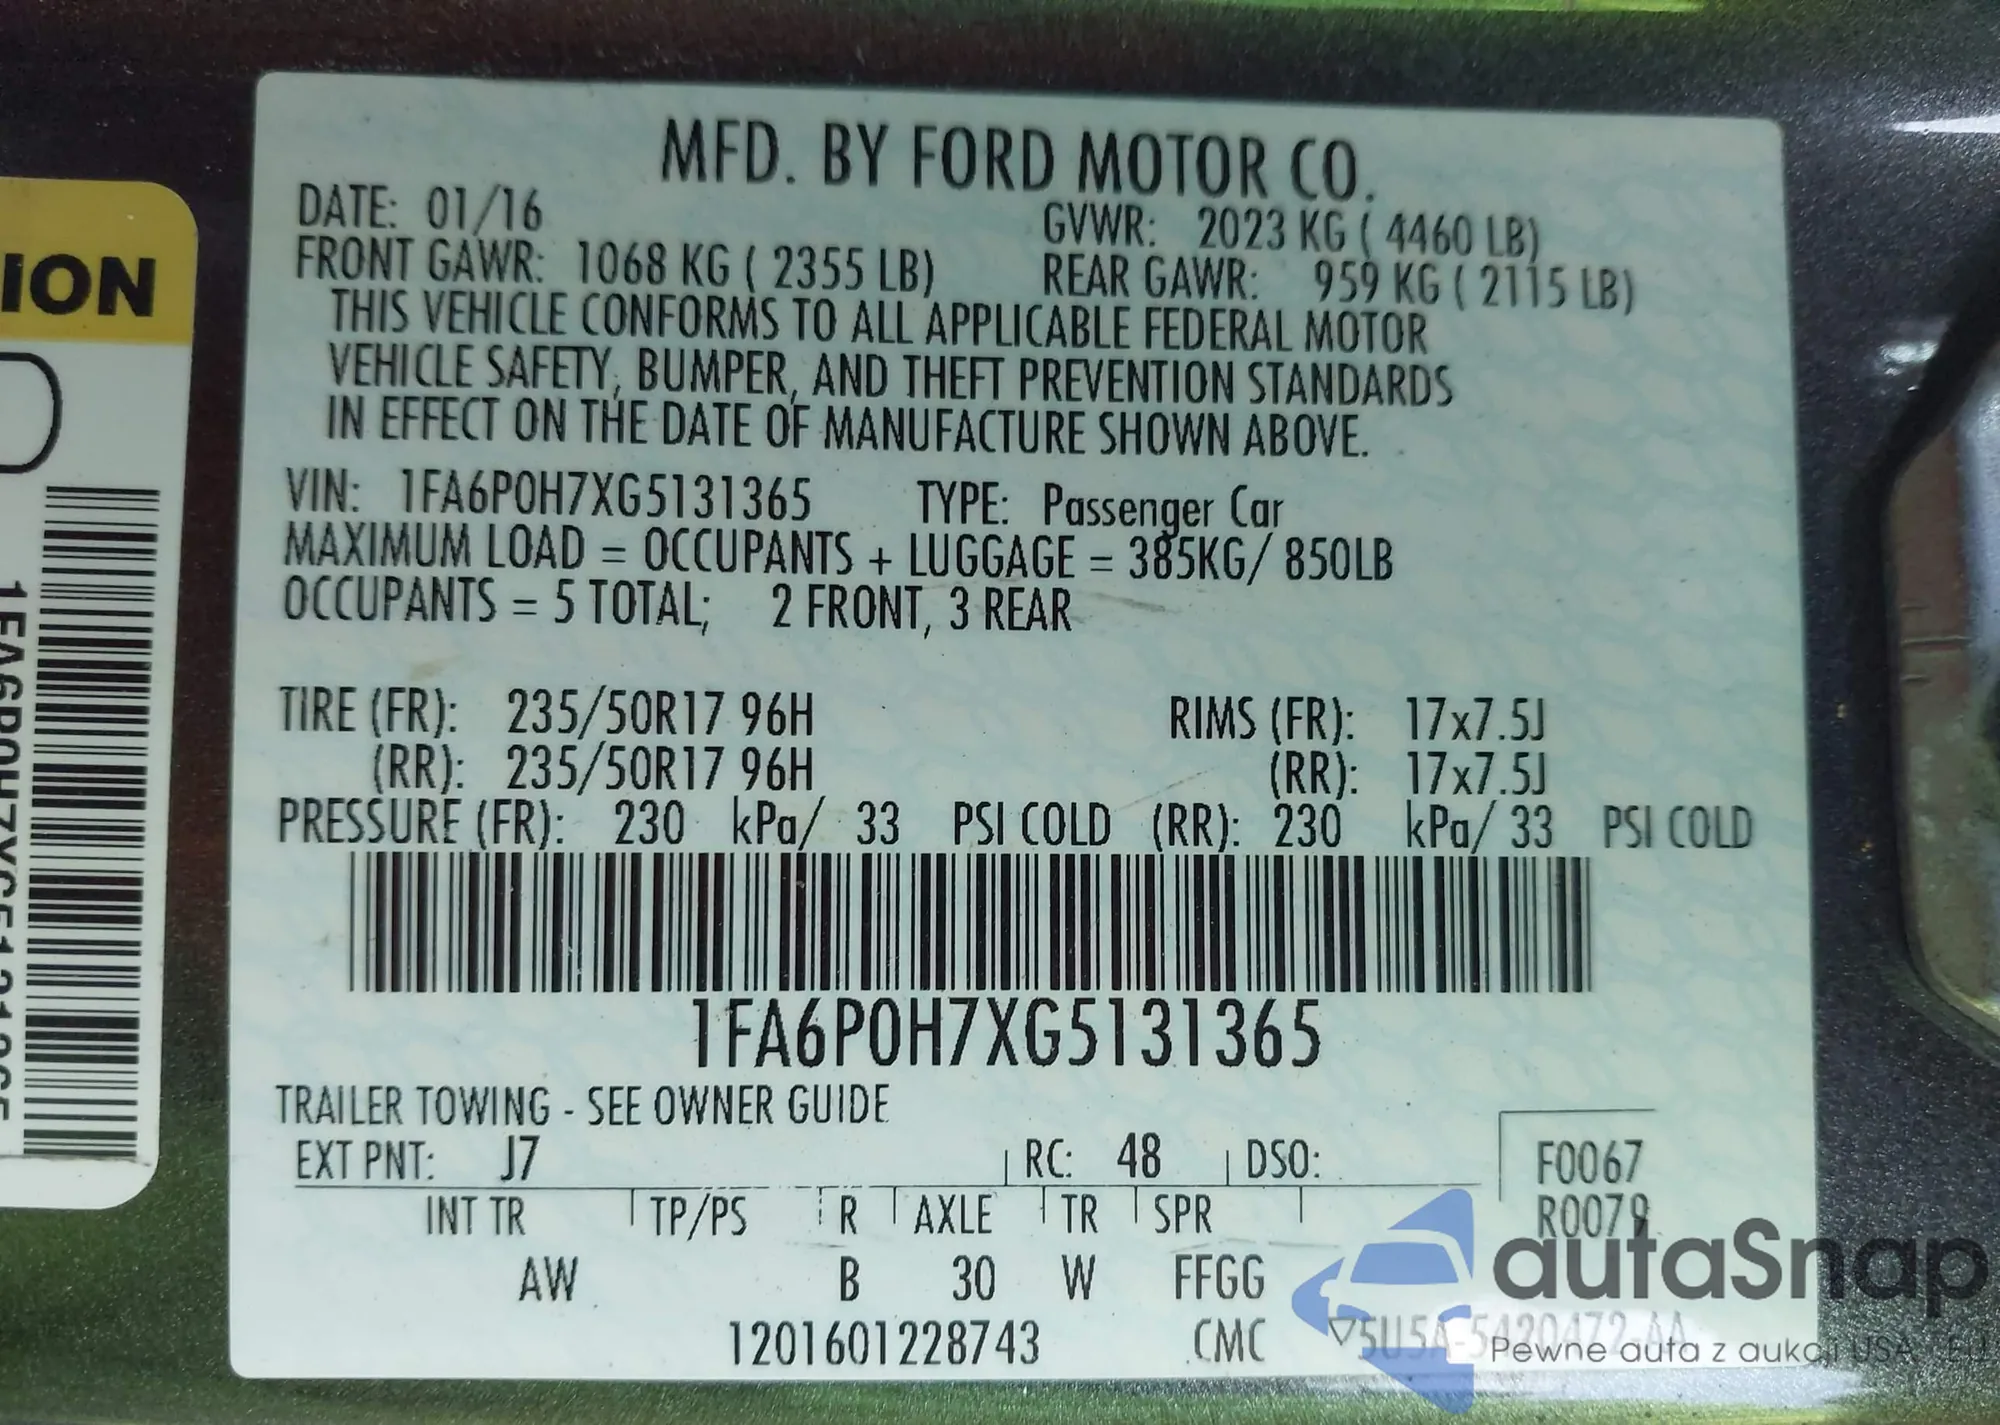 MFD. BY FORD MOTOR CO.
DATE: 01/16 GVWR: 2023 KG ( 4460 LB)
FRONT GAWR: 1068 KG ( 2355 LB) REAR GAWR: 959 KG ( 2115 LB)
THIS VEHICLE CONFORMS TO ALL APPLICABLE FEDERAL MOTOR
VEHICLE SAFETY, BUMPER, AND THEFT PREVENTION STANDARDS
IN EFFECT ON THE DATE OF MANUFACTURE SHOWN ABOVE.
VIN: 1FA6P0H7XG5131365 TYPE: Passenger Car
MAXIMUM LOAD = OCCUPANTS + LUGGAGE = 385KG/ 850LB
OCCUPANTS = 5 TOTAL; 2 FRONT, 3 REAR
TIRE (FR): 235/50R17 96H RIMS (FR): 17x7.5J
(RR): 235/50R17 96H (RR): 17x7.5J
PRESSURE (FR): 230 kPa/ 33 PSI COLD (RR): 230 kPa/ 33 PSI COLD
1FA6P0H7XG5131365
TRAILER TOWING - SEE OWNER GUIDE
EXT PNT: J7 RC: 48 DSO: F0067
R0079
INT TR TP/PS R AXLE TR SPR
AW B 30 W FFGG
1201601228743 CMC ▽5U5A-5420472-AA
ION
1FA6P0H7XG5131365
autaSnap
Pewne auta z aukcji USA i EU